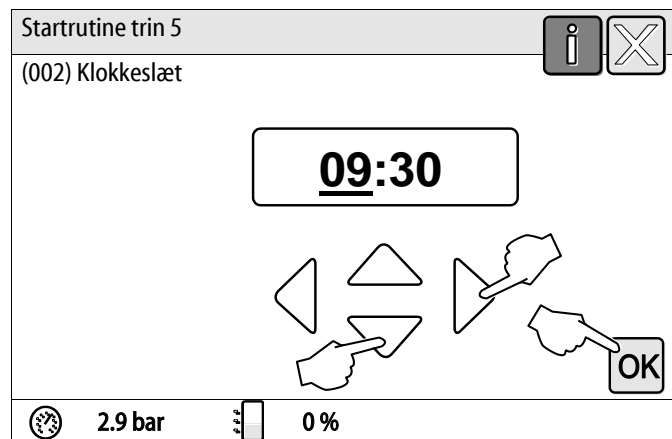 Startrutine trin 5
i
X
(002) Klokkeslæt
09:30
OK
2.9 bar 0 %